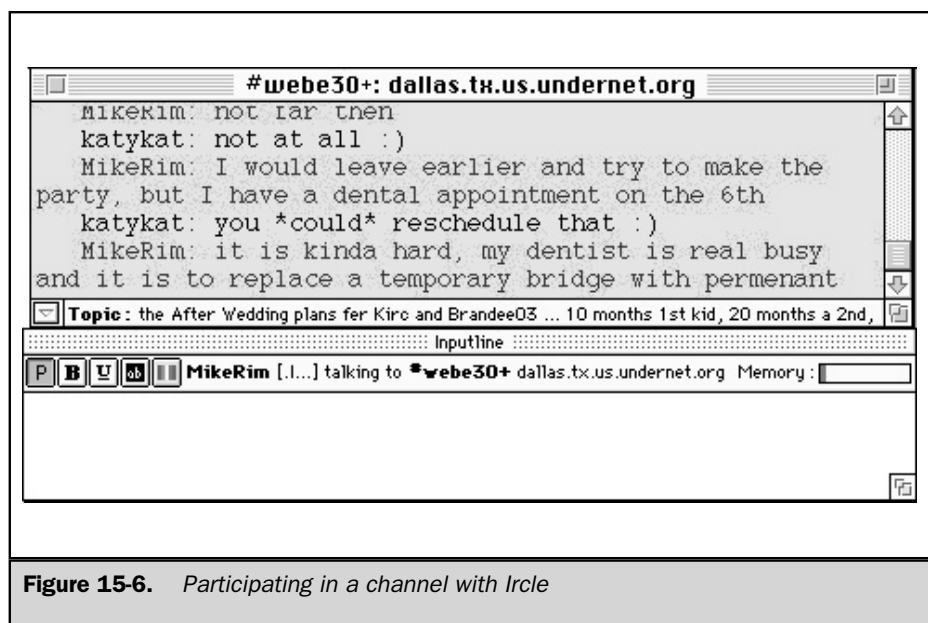 #webe30+: dallas.tx.us.undernet.org
MikeRim: not far then
katykat: not at all :)
MikeRim: I would leave earlier and try to make the
party, but I have a dental appointment on the 6th
katykat: you *could* reschedule that :)
MikeRim: it is kinda hard, my dentist is real busy
and it is to replace a temporary bridge with permenant
Topic: the After Wedding plans fer Kirc and Brandee03 ... 10 months 1st kid, 20 months a 2nd,
Inputline
P B U ab MikeRim [.I...] talking to #webe30+ dallas.tx.us.undernet.org Memory:
Figure 15-6. Participating in a channel with Ircle